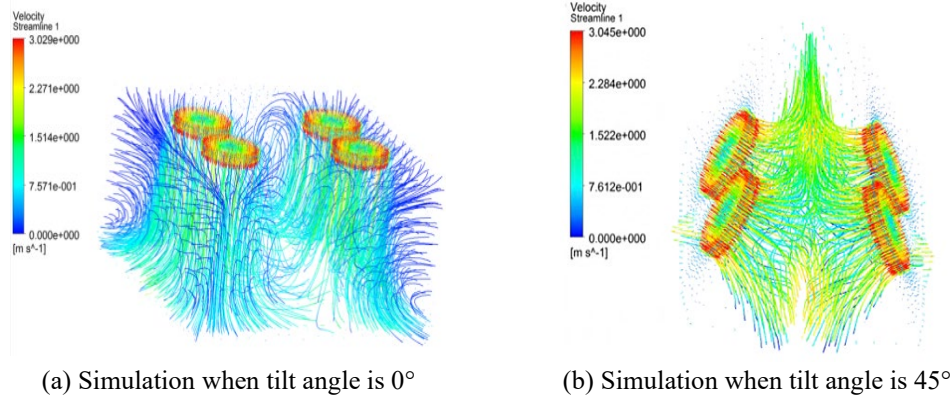 Velocity
Streamline 1
3.029e+000
2.271e+000
1.514e+000
7.571e-001
0.000e+000
[m s^-1]
(a) Simulation when tilt angle is 0°
Velocity
Streamline 1
3.045e+000
2.284e+000
1.522e+000
7.612e-001
0.000e+000
[m s^-1]
(b) Simulation when tilt angle is 45°